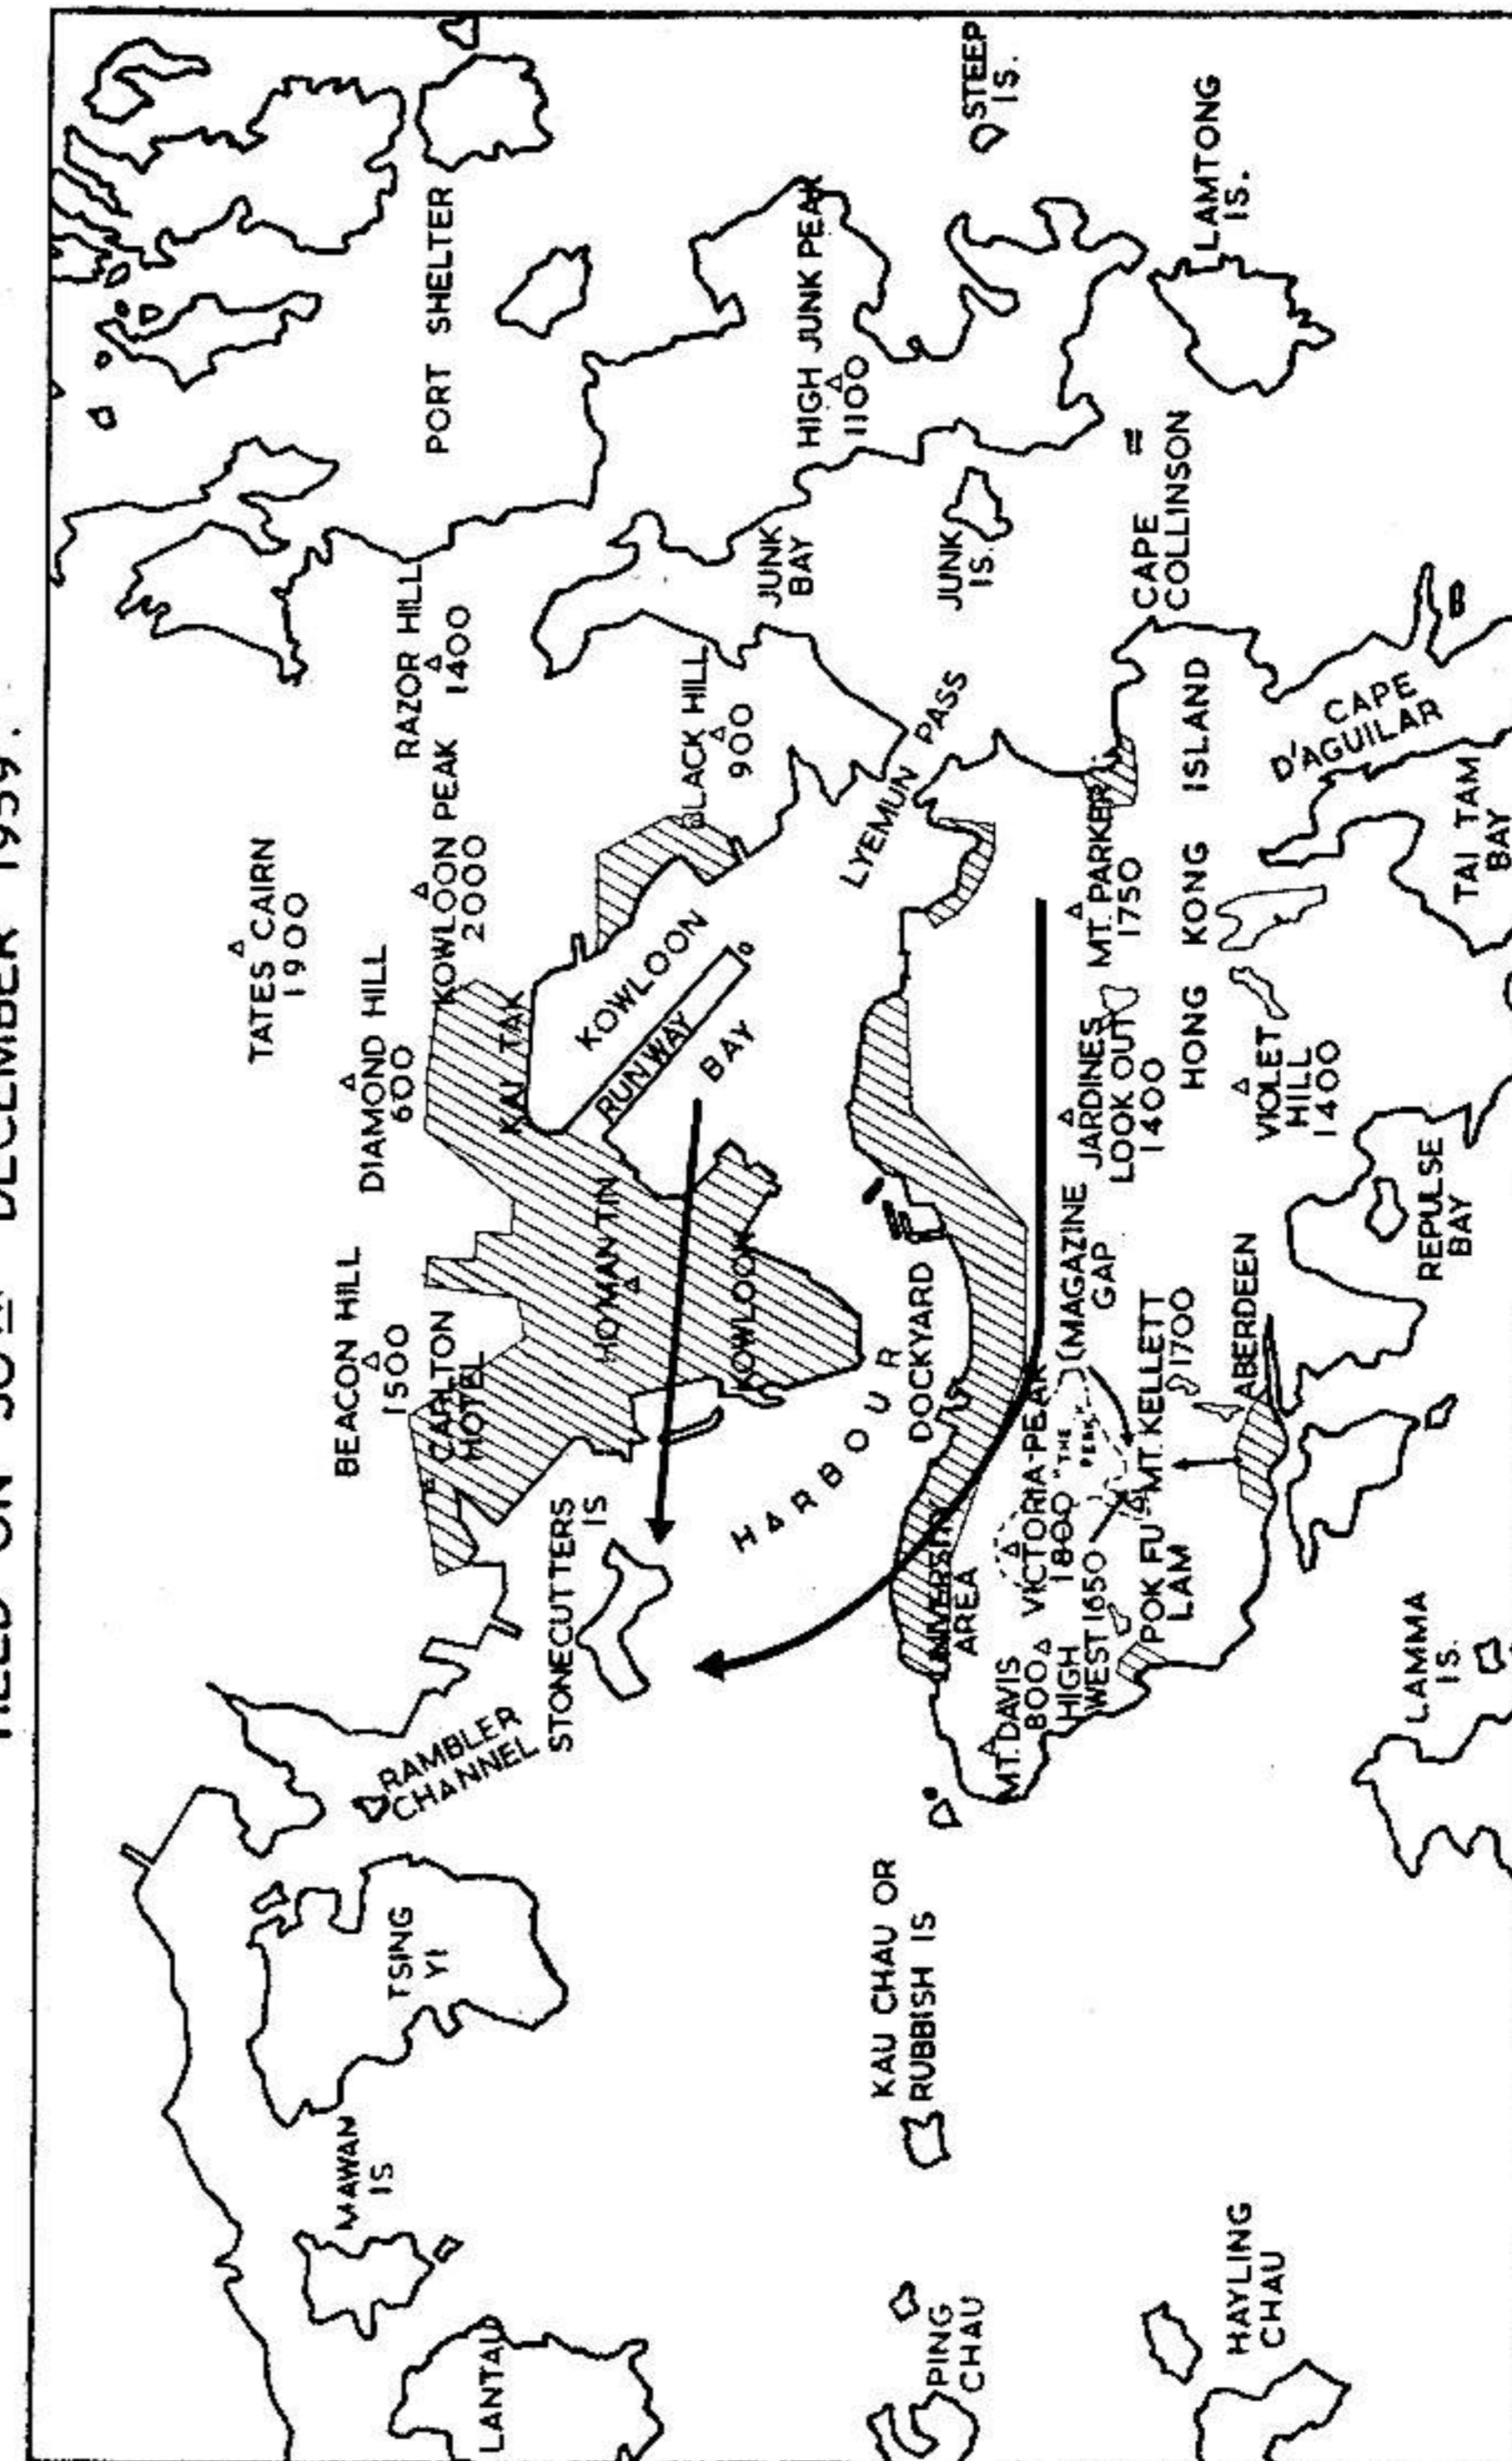 HELD ON 30TH DECEMBER 1959.
STEEP
IS.
LAMTONG
IS.
PORT SHELTER
HIGH JUNK PEAK
1100
CAPE
COLLINSON
JUNK
BAY
JUNK
IS.
RAZOR HILL
1400
BLACK HILL
900
LYEMUN PASS
CAPE
D'AGUILAR
TAI TAM
BAY
TATES CAIRN
1900
KOWLOON PEAK
2000
DIAMOND HILL
600
KAI TAK
KOWLOON
RUNWAY
BAY
MT. PARKER
1750
HONG KONG ISLAND
JARDINES
LOOK OUT
1400
VIOLET
HILL
1400
REPULSE
BAY
BEACON HILL
1500
CARLTON
HOTEL
HO MAN TIN
KOWLOON
HARBOUR
DOCKYARD
(MAGAZINE
GAP
VICTORIA PEAK
1800
"THE
PEAK"
MT. KELLETT
1700
ABERDEEN
STONECUTTERS
IS
UNIVERSITY
AREA
MT. DAVIS
800
HIGH
WEST 1650
POK FU
LAM
LAMMA
IS.
RAMBLER
CHANNEL
TSING
YI
MAWAN
IS
LANTAU
KAU CHAU OR
RUBBISH IS
PING
CHAU
HAYLING
CHAU